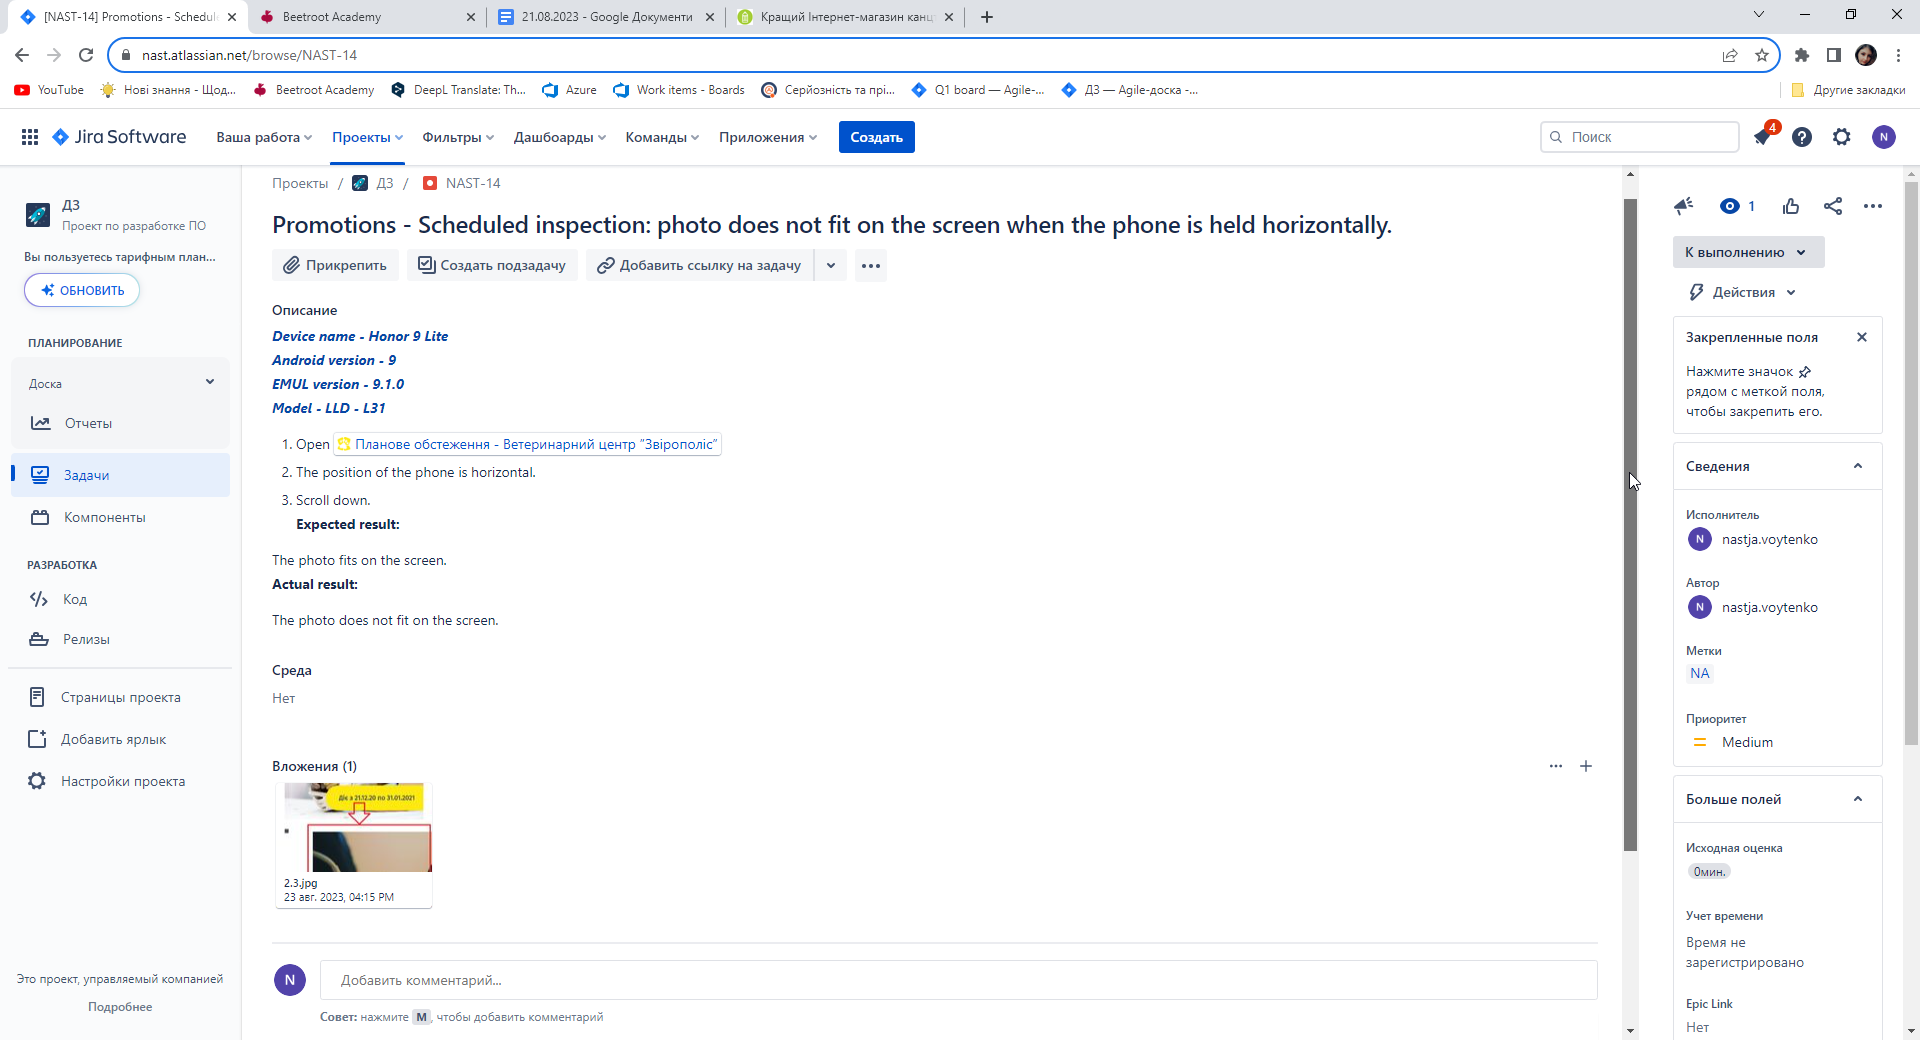 [NAST-14] Promotions - Schedul
Beetroot Academy
21.08.2023 - Google Документи
Кращий Інтернет-магазин канц
nast.atlassian.net/browse/NAST-14
YouTube
Нові знання - Щод...
Beetroot Academy
DeepL Translate: Th...
Azure
Work items - Boards
Серйозність та прі...
Q1 board — Agile-...
ДЗ — Agile-доска -...
Другие закладки
Jira Software
Ваша работа
Проекты
Фильтры
Дашборды
Команды
Приложения
Создать
Поиск
4
N
ДЗ
Проект по разработке ПО
Вы пользуетесь тарифным план...
ОБНОВИТЬ
ПЛАНИРОВАНИЕ
Доска
Отчеты
Задачи
Компоненты
РАЗРАБОТКА
Код
Релизы
Страницы проекта
Добавить ярлык
Настройки проекта
Это проект, управляемый компанией
Подробнее
Проекты / ДЗ / NAST-14
Promotions - Scheduled inspection: photo does not fit on the screen when the phone is held horizontally.
Прикрепить
Создать подзадачу
Добавить ссылку на задачу
Описание
Device name - Honor 9 Lite
Android version - 9
EMUL version - 9.1.0
Model - LLD - L31
1. Open Планове обстеження - Ветеринарний центр "Звірополіс"
2. The position of the phone is horizontal.
3. Scroll down.
Expected result:
The photo fits on the screen.
Actual result:
The photo does not fit on the screen.
Среда
Нет
Вложения (1)
Діє з 21.12.20 по 31.01.2021
2.3.jpg
23 авг. 2023, 04:15 PM
N
Добавить комментарий...
Совет: нажмите M, чтобы добавить комментарий
1
К выполнению
Действия
Закрепленные поля
Нажмите значок
рядом с меткой поля,
чтобы закрепить его.
Сведения
Исполнитель
N
nastja.voytenko
Автор
N
nastja.voytenko
Метки
NA
Приоритет
Medium
Больше полей
Исходная оценка
0мин.
Учет времени
Время не
зарегистрировано
Epic Link
Нет